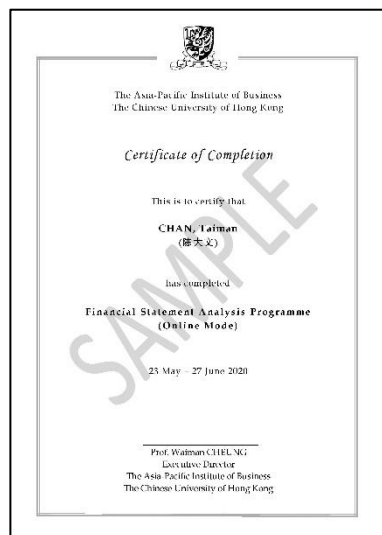 The Asia-Pacific Institute of Business
The Chinese University of Hong Kong
Certificate of Completion
This is to certify that
CHAN, Taiman
(陳大文)
has completed
Financial Statement Analysis Programme
(Online Mode)
23 May – 27 June 2020
SAMPLE
Prof. Waiman CHEUNG
Executive Director
The Asia-Pacific Institute of Business
The Chinese University of Hong Kong